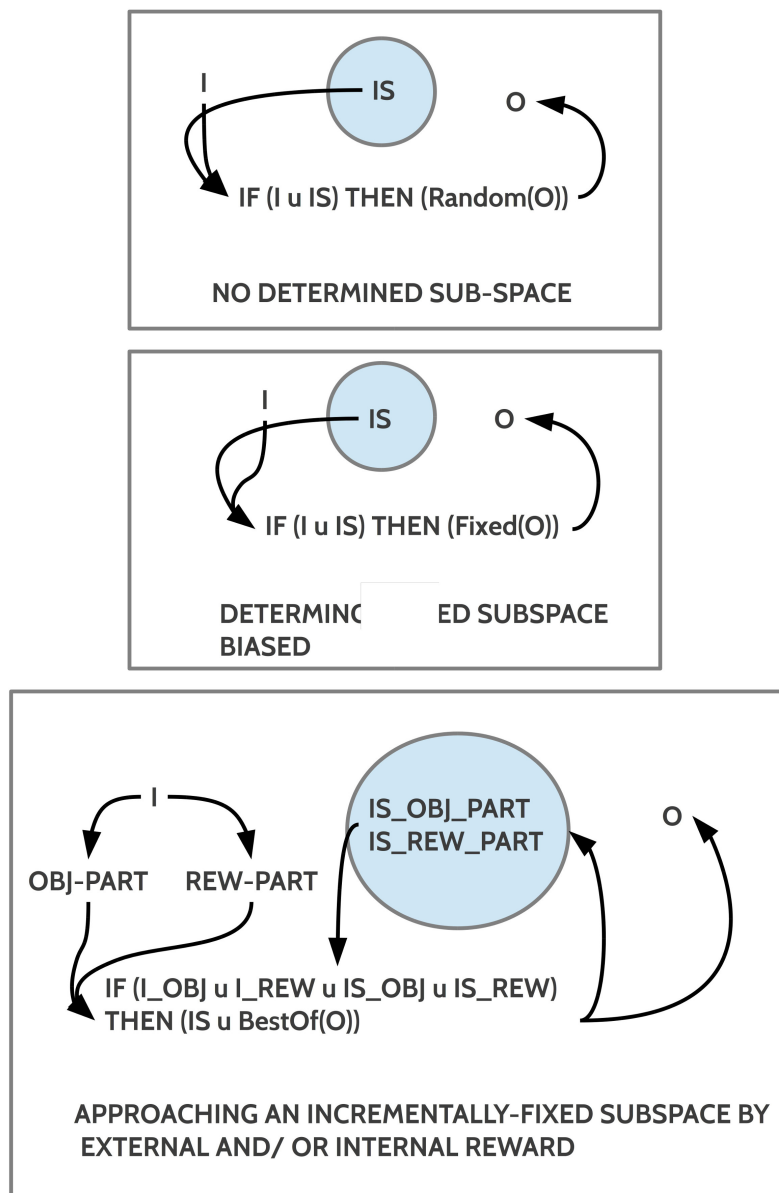 I
IS
O
IF (I u IS) THEN (Random(O))
NO DETERMINED SUB-SPACE
I
IS
O
IF (I u IS) THEN (Fixed(O))
ED SUBSPACE
BIASED
I
IS_OBJ_PART
IS_REW_PART
O
OBJ-PART REW-PART
IF (I_OBJ u I_REW u IS_OBJ u IS_REW)
THEN (IS u BestOf(O))
APPROACHING AN INCREMENTALLY-FIXED SUBSPACE BY
EXTERNAL AND/ OR INTERNAL REWARD